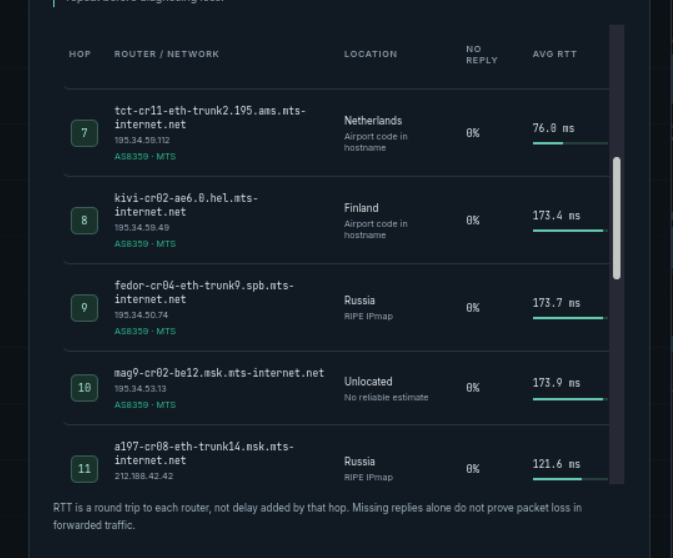 repeat before diagnosing loss.
HOP ROUTER / NETWORK LOCATION NO REPLY AVG RTT
7
tct-cr11-eth-trunk2.195.ams.mts-
internet.net
195.34.59.112
AS8359 · MTS
Netherlands
Airport code in
hostname
0%
76.0 ms
8
kivi-cr02-ae6.0.hel.mts-
internet.net
195.34.59.49
AS8359 · MTS
Finland
Airport code in
hostname
0%
173.4 ms
9
fedor-cr04-eth-trunk9.spb.mts-
internet.net
195.34.50.74
AS8359 · MTS
Russia
RIPE IPmap
0%
173.7 ms
10
mag9-cr02-be12.msk.mts-internet.net
195.34.53.13
AS8359 · MTS
Unlocated
No reliable estimate
0%
173.9 ms
11
a197-cr08-eth-trunk14.msk.mts-
internet.net
212.188.42.42
Russia
RIPE IPmap
0%
121.6 ms
RTT is a round trip to each router, not delay added by that hop. Missing replies alone do not prove packet loss in
forwarded traffic.